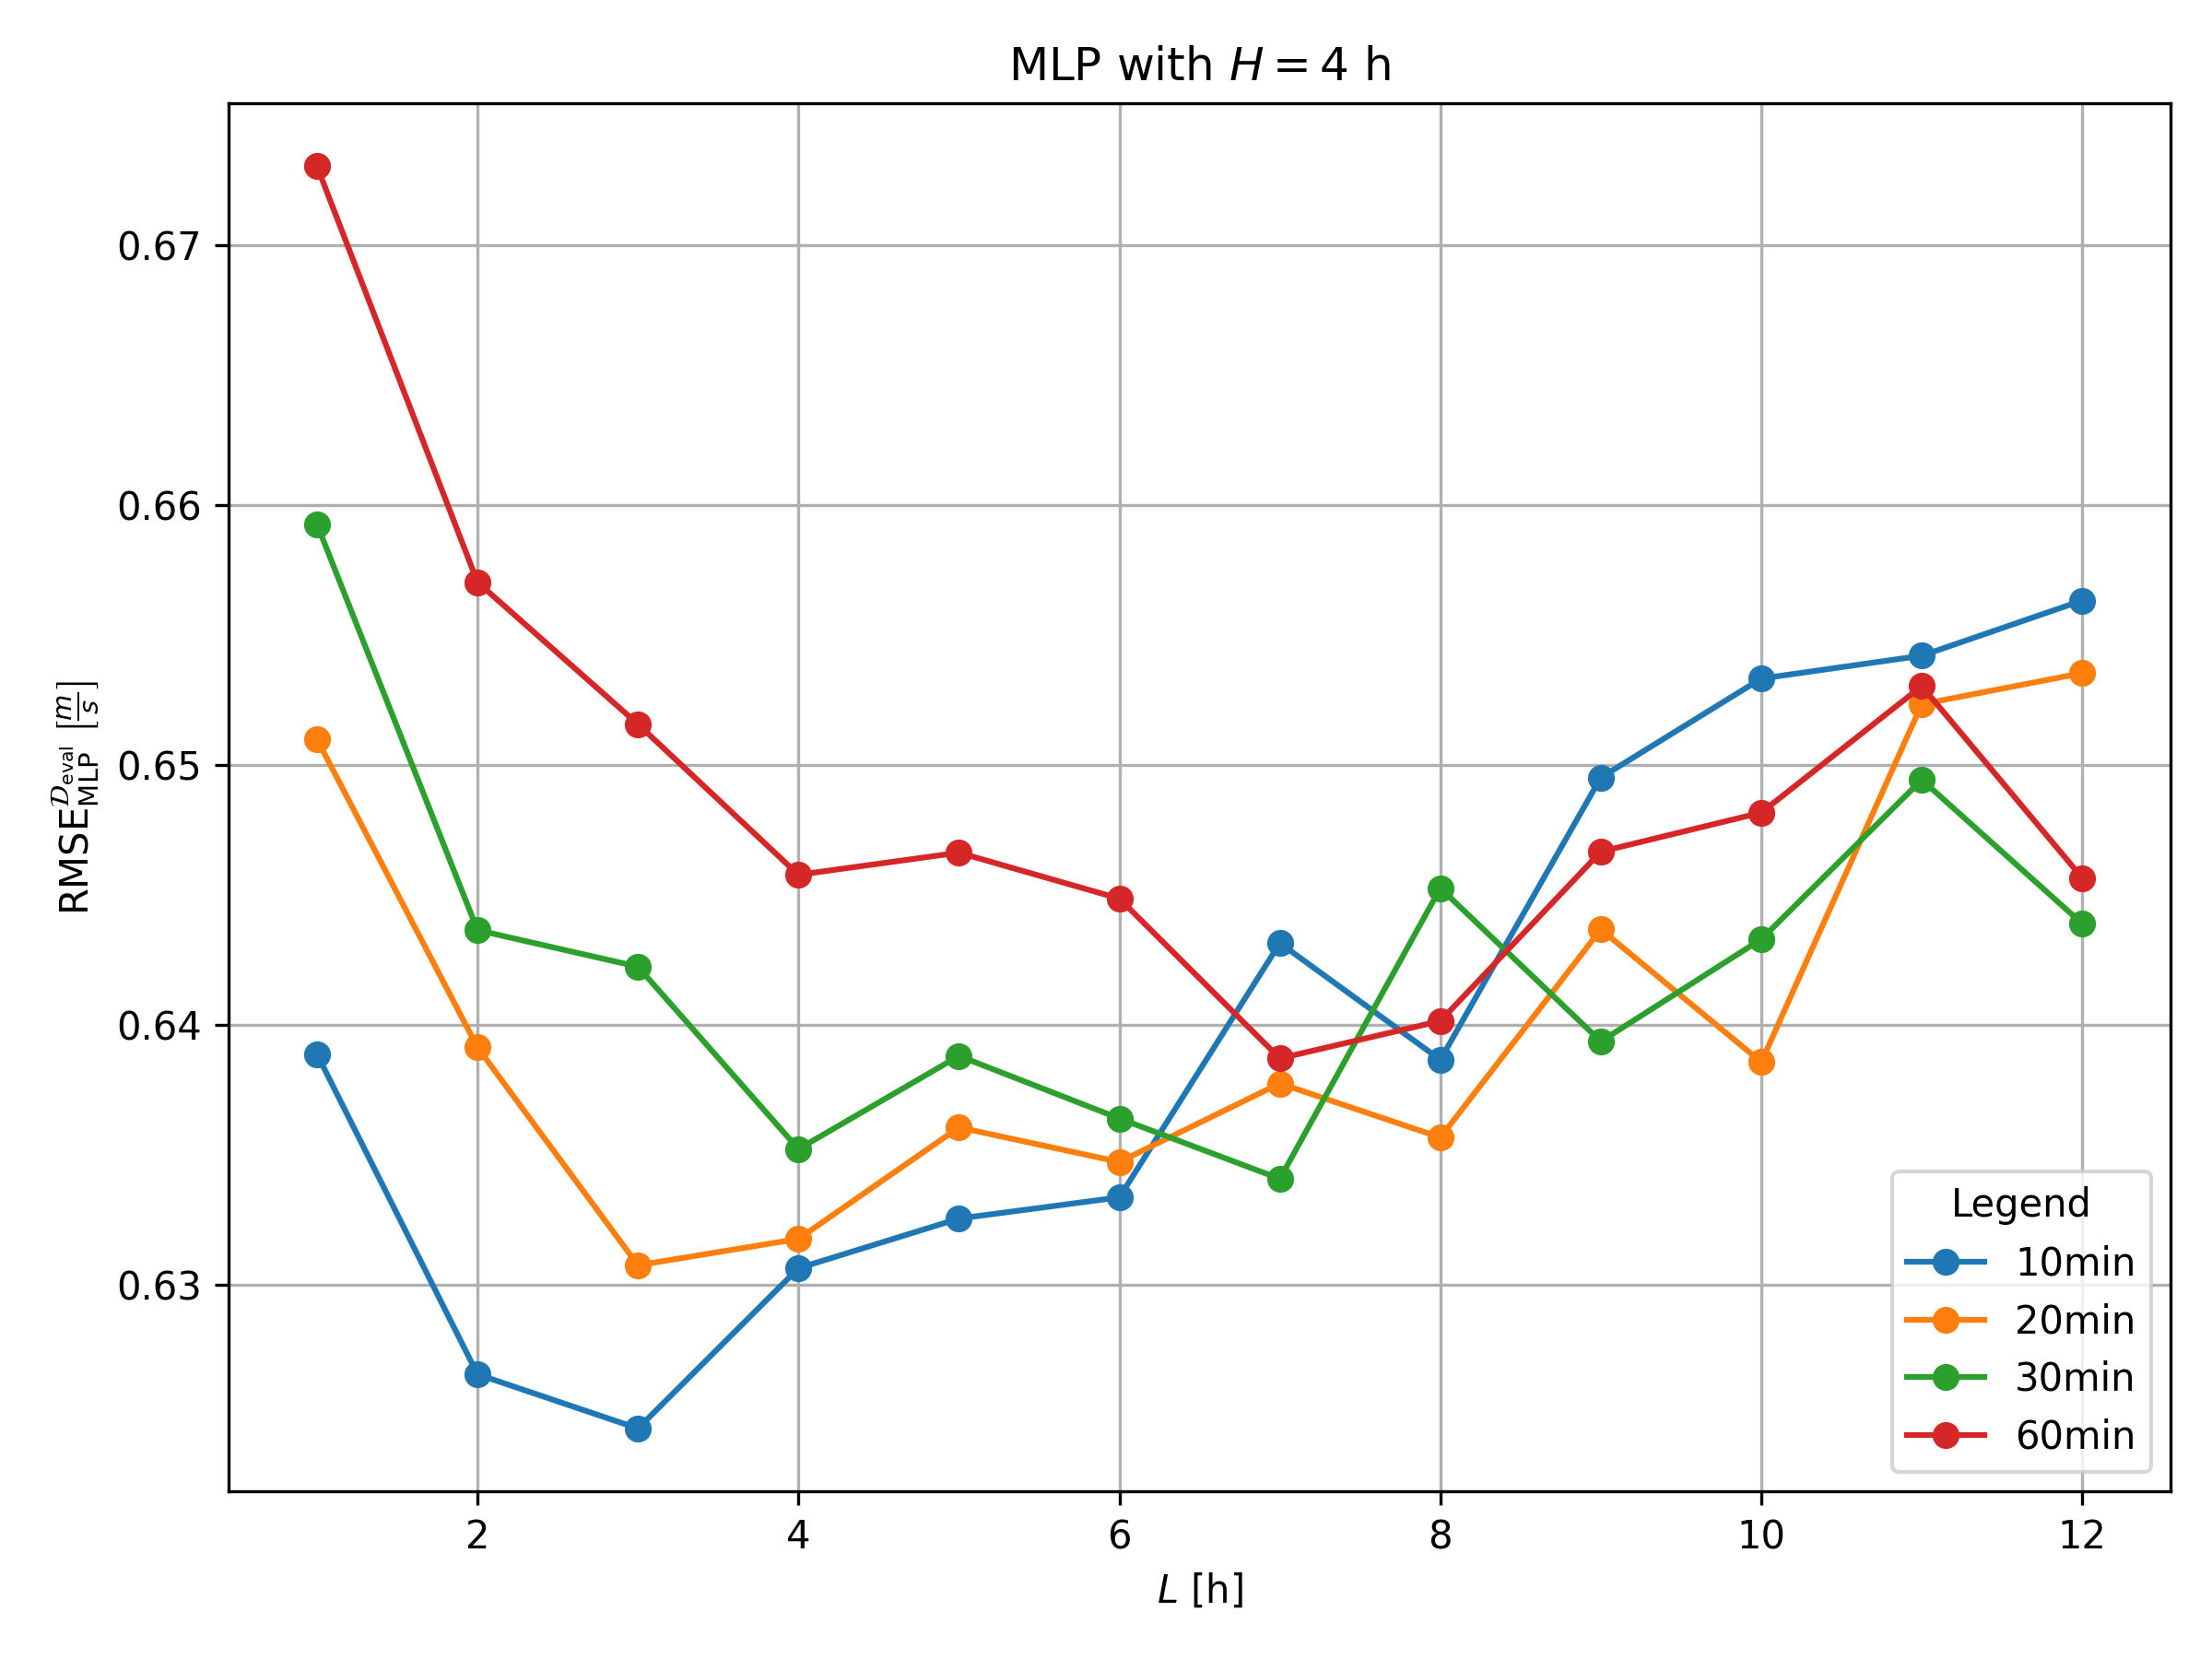 MLP with H = 4 h
0.67
0.66
0.65
0.64
0.63
RMSE^{𝒟_eval}_{MLP} [m/s]
2 4 6 8 10 12
L [h]
Legend
10min
20min
30min
60min